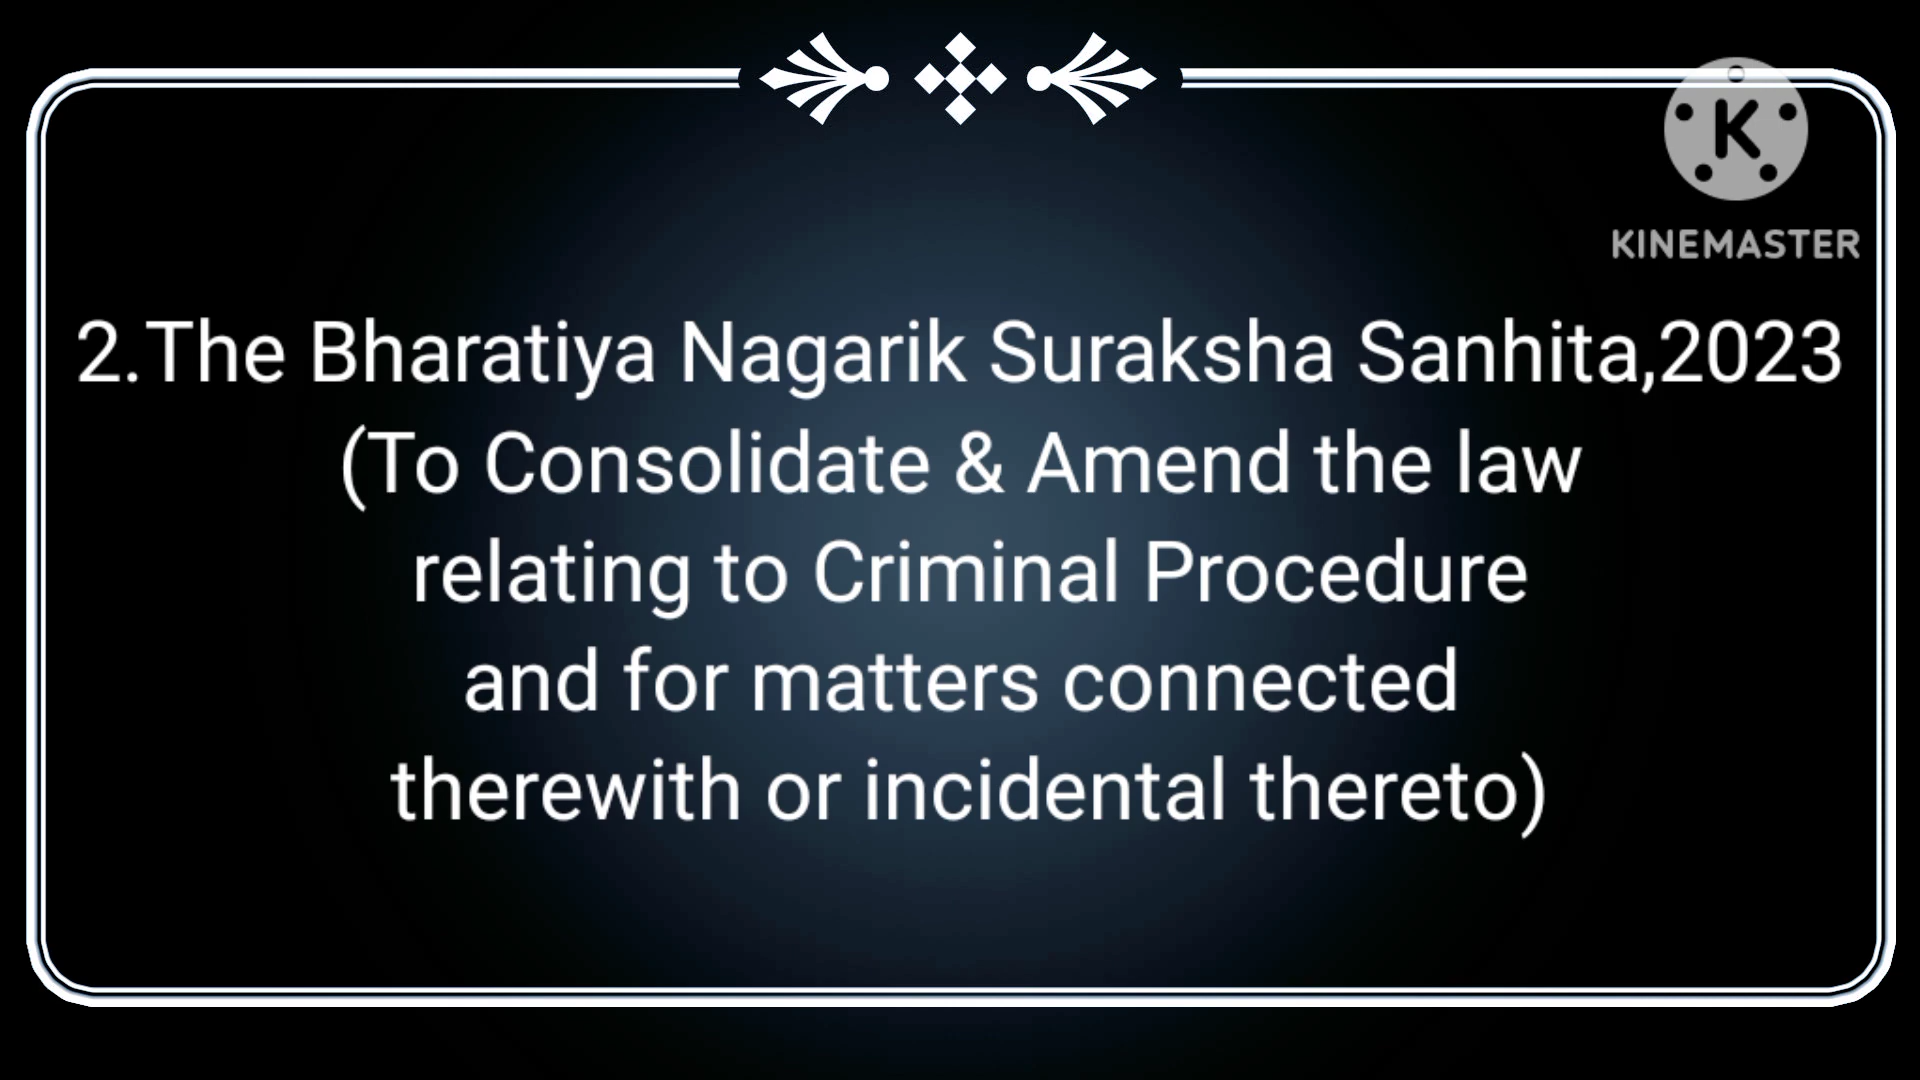 K
KINEMASTER
2.The Bharatiya Nagarik Suraksha Sanhita,2023
(To Consolidate & Amend the law
relating to Criminal Procedure
and for matters connected
therewith or incidental thereto)